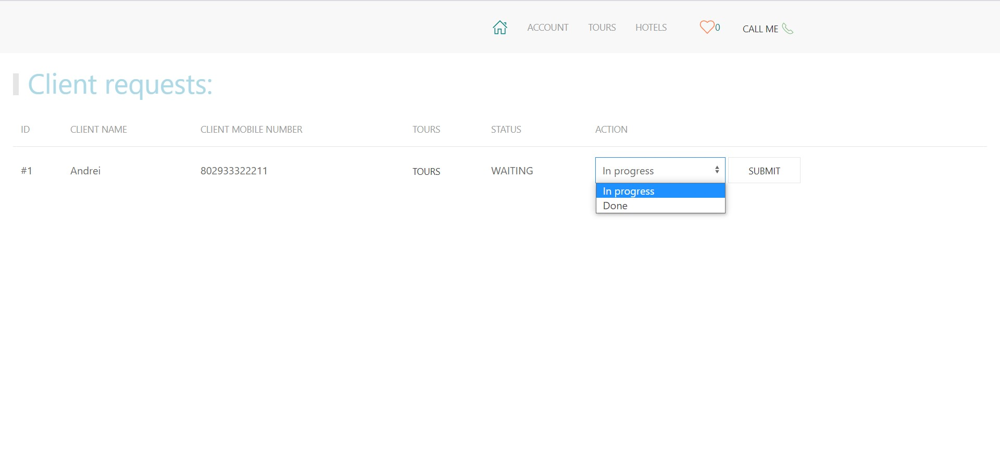 ACCOUNT TOURS HOTELS 0 CALL ME
Client requests:
ID CLIENT NAME CLIENT MOBILE NUMBER TOURS STATUS ACTION
#1 Andrei 802933322211 TOURS WAITING In progress SUBMIT
In progress
Done